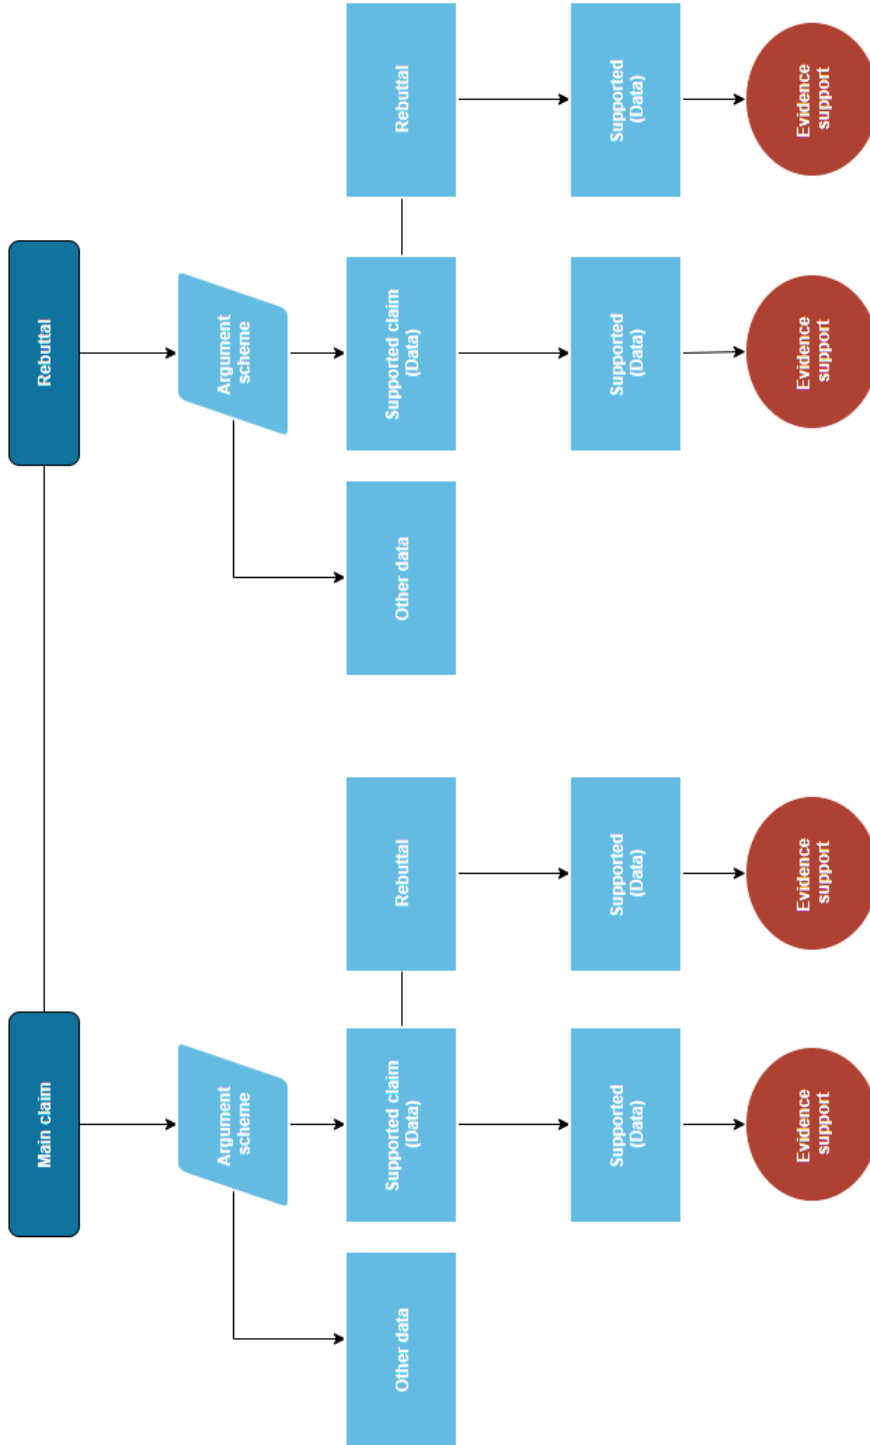 Main claim
Rebuttal
Argument
scheme
Argument
scheme
Other data
Supported claim
(Data)
Rebuttal
Other data
Supported claim
(Data)
Rebuttal
Supported
(Data)
Supported
(Data)
Supported
(Data)
Supported
(Data)
Evidence
support
Evidence
support
Evidence
support
Evidence
support